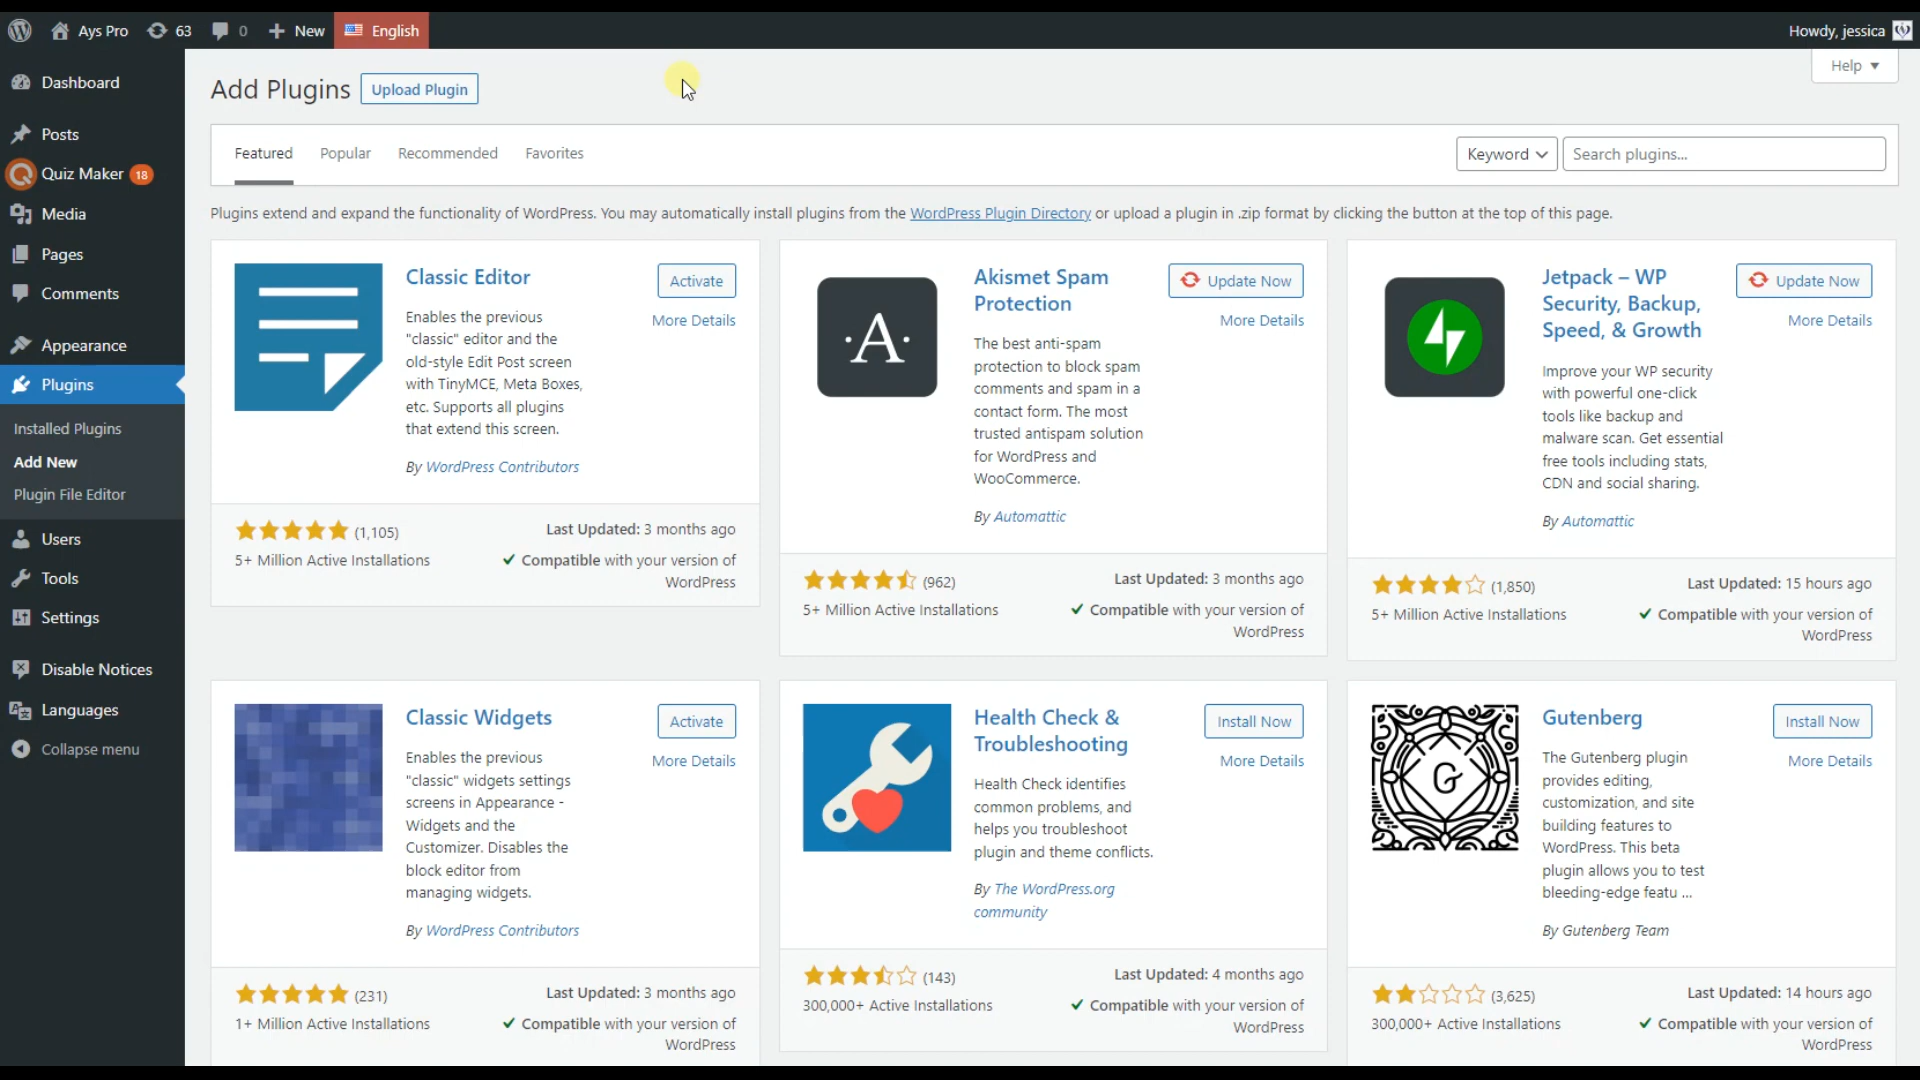 Ays Pro 63 0 New English Howdy, jessica
Help
Dashboard
Posts
Quiz Maker 18
Media
Pages
Comments
Appearance
Plugins
Installed Plugins
Add New
Plugin File Editor
Users
Tools
Settings
Disable Notices
Languages
Collapse menu
Add Plugins Upload Plugin
Featured Popular Recommended Favorites Keyword Search plugins...
Plugins extend and expand the functionality of WordPress. You may automatically install plugins from the WordPress Plugin Directory or upload a plugin in .zip format by clicking the button at the top of this page.
Classic Editor
Activate
More Details
Enables the previous
"classic" editor and the
old-style Edit Post screen
with TinyMCE, Meta Boxes,
etc. Supports all plugins
that extend this screen.
By WordPress Contributors
(1,105)
5+ Million Active Installations
Last Updated: 3 months ago
Compatible with your version of
WordPress
·A·
Akismet Spam
Protection
Update Now
More Details
The best anti-spam
protection to block spam
comments and spam in a
contact form. The most
trusted antispam solution
for WordPress and
WooCommerce.
By Automattic
(962)
5+ Million Active Installations
Last Updated: 3 months ago
Compatible with your version of
WordPress
Jetpack – WP
Security, Backup,
Speed, & Growth
Update Now
More Details
Improve your WP security
with powerful one-click
tools like backup and
malware scan. Get essential
free tools including stats,
CDN and social sharing.
By Automattic
(1,850)
5+ Million Active Installations
Last Updated: 15 hours ago
Compatible with your version of
WordPress
Classic Widgets
Activate
More Details
Enables the previous
"classic" widgets settings
screens in Appearance -
Widgets and the
Customizer. Disables the
block editor from
managing widgets.
By WordPress Contributors
(231)
1+ Million Active Installations
Last Updated: 3 months ago
Compatible with your version of
WordPress
Health Check &
Troubleshooting
Install Now
More Details
Health Check identifies
common problems, and
helps you troubleshoot
plugin and theme conflicts.
By The WordPress.org
community
(143)
300,000+ Active Installations
Last Updated: 4 months ago
Compatible with your version of
WordPress
G
Gutenberg
Install Now
More Details
The Gutenberg plugin
provides editing,
customization, and site
building features to
WordPress. This beta
plugin allows you to test
bleeding-edge featu ...
By Gutenberg Team
(3,625)
300,000+ Active Installations
Last Updated: 14 hours ago
Compatible with your version of
WordPress